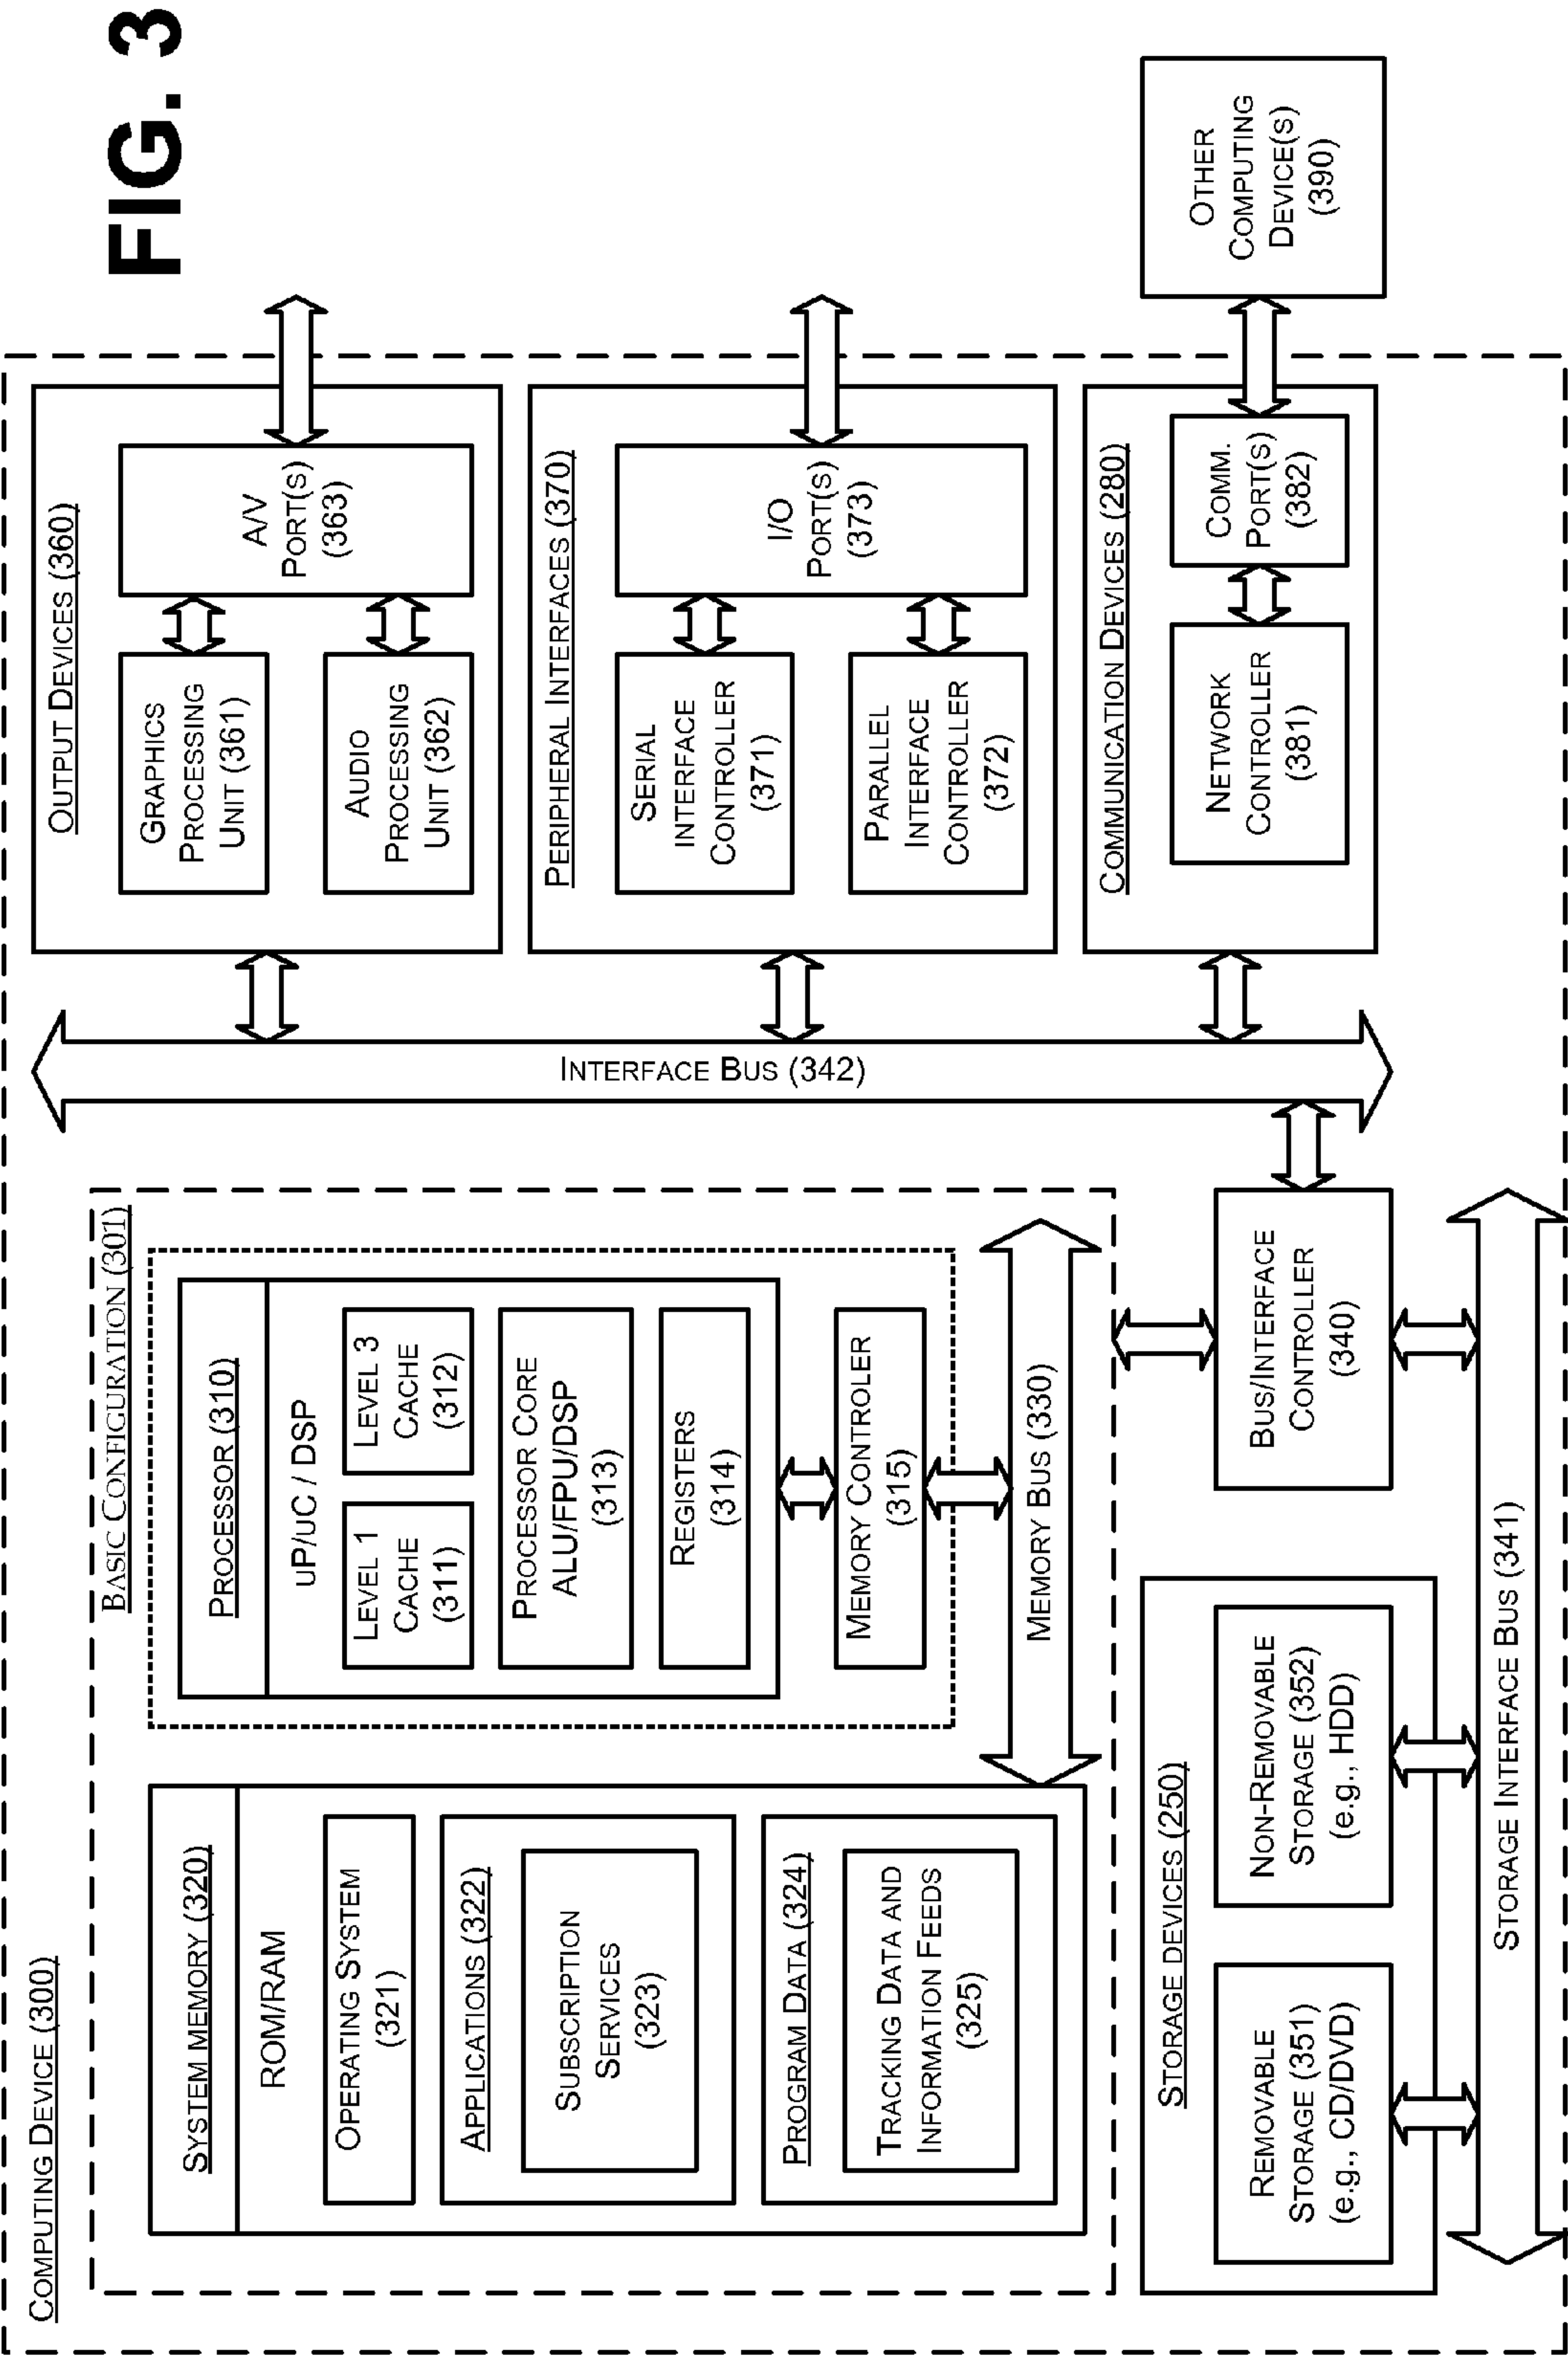 COMPUTING DEVICE (300)
BASIC CONFIGURATION (301)
SYSTEM MEMORY (320)
ROM/RAM
OPERATING SYSTEM
(321)
APPLICATIONS (322)
SUBSCRIPTION
SERVICES
(323)
PROGRAM DATA (324)
TRACKING DATA AND
INFORMATION FEEDS
(325)
PROCESSOR (310)
uP/uC / DSP
LEVEL 1
CACHE
(311)
LEVEL 3
CACHE
(312)
PROCESSOR CORE
ALU/FPU/DSP
(313)
REGISTERS
(314)
MEMORY CONTROLER
(315)
MEMORY BUS (330)
STORAGE DEVICES (250)
REMOVABLE
STORAGE (351)
(e.g., CD/DVD)
NON-REMOVABLE
STORAGE (352)
(e.g., HDD)
BUS/INTERFACE
CONTROLLER
(340)
STORAGE INTERFACE BUS (341)
INTERFACE BUS (342)
OUTPUT DEVICES (360)
GRAPHICS
PROCESSING
UNIT (361)
AUDIO
PROCESSING
UNIT (362)
A/V
PORT(S)
(363)
PERIPHERAL INTERFACES (370)
SERIAL
INTERFACE
CONTROLLER
(371)
PARALLEL
INTERFACE
CONTROLLER
(372)
I/O
PORT(S)
(373)
COMMUNICATION DEVICES (280)
NETWORK
CONTROLLER
(381)
COMM.
PORT(S)
(382)
OTHER
COMPUTING
DEVICE(S)
(390)
FIG. 3